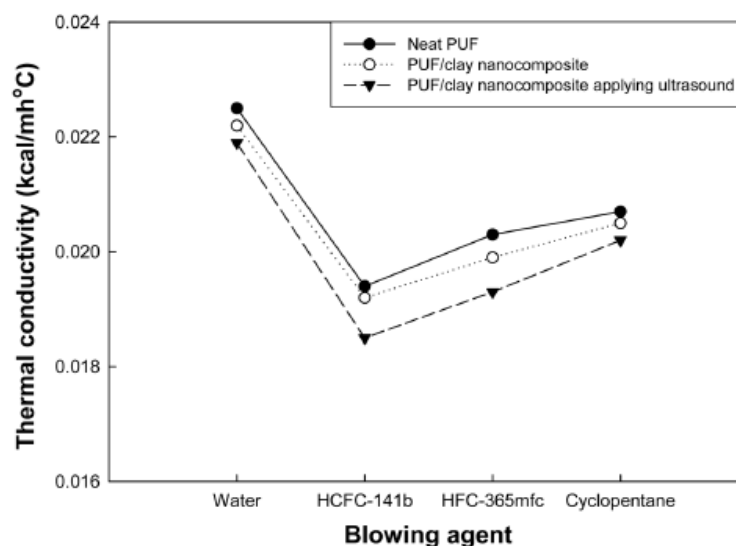 0.024
Neat PUF
PUF/clay nanocomposite
PUF/clay nanocomposite applying ultrasound
0.022
0.020
0.018
0.016
Thermal conductivity (kcal/mh°C)
Water HCFC-141b HFC-365mfc Cyclopentane
Blowing agent